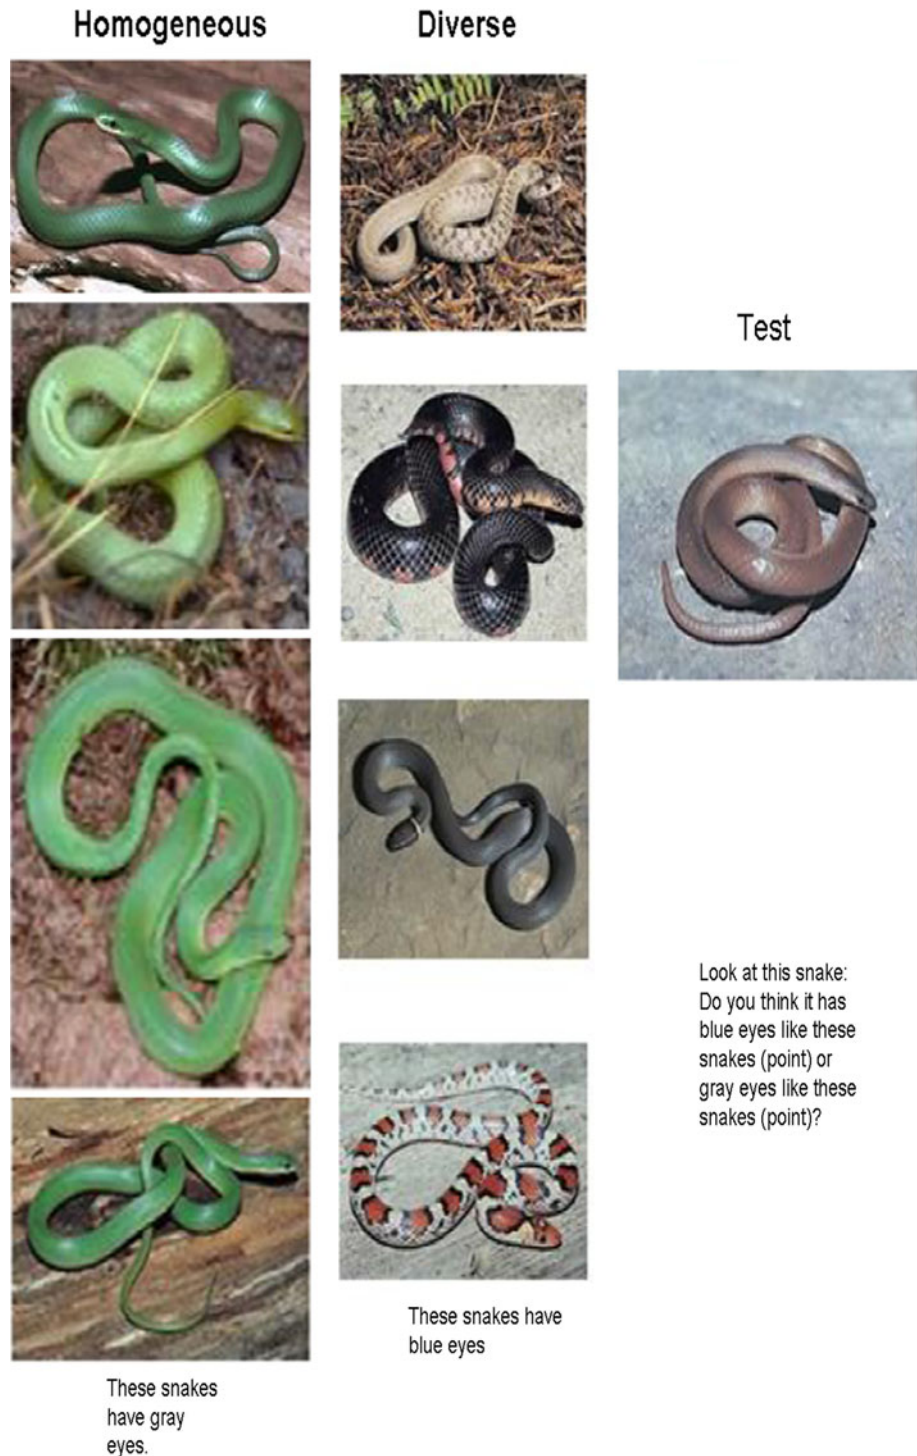 Homogeneous
Diverse
Test
Look at this snake:
Do you think it has
blue eyes like these
snakes (point) or
gray eyes like these
snakes (point)?
These snakes have
blue eyes
These snakes
have gray
eyes.